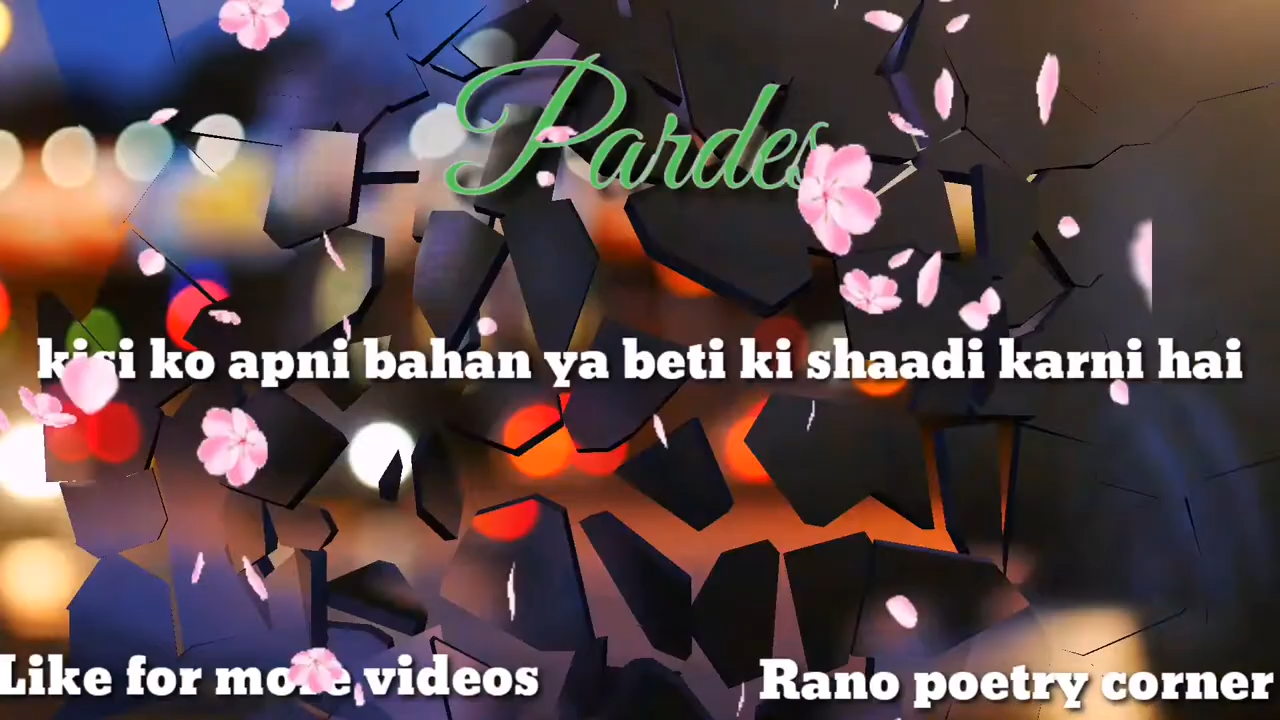 Pardes
kisi ko apni bahan ya beti ki shaadi karni hai
Like for more videos
Rano poetry corner